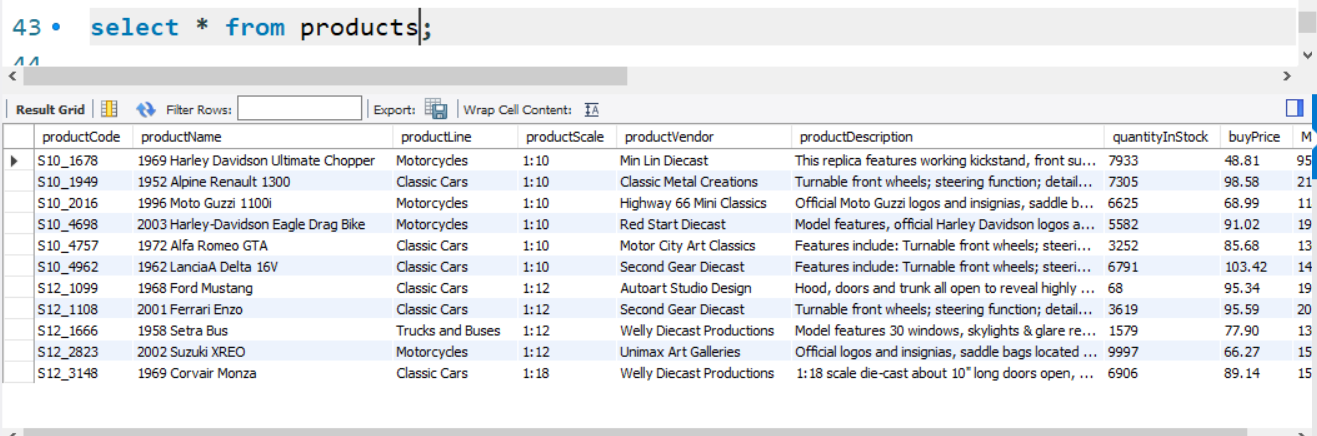 43 select * from products;
44
Result Grid Filter Rows: Export: Wrap Cell Content:
productCode productName productLine productScale productVendor productDescription quantityInStock buyPrice M
S10_1678 1969 Harley Davidson Ultimate Chopper Motorcycles 1:10 Min Lin Diecast This replica features working kickstand, front su... 7933 48.81 95
S10_1949 1952 Alpine Renault 1300 Classic Cars 1:10 Classic Metal Creations Turnable front wheels; steering function; detail... 7305 98.58 21
S10_2016 1996 Moto Guzzi 1100i Motorcycles 1:10 Highway 66 Mini Classics Official Moto Guzzi logos and insignias, saddle b... 6625 68.99 11
S10_4698 2003 Harley-Davidson Eagle Drag Bike Motorcycles 1:10 Red Start Diecast Model features, official Harley Davidson logos a... 5582 91.02 19
S10_4757 1972 Alfa Romeo GTA Classic Cars 1:10 Motor City Art Classics Features include: Turnable front wheels; steeri... 3252 85.68 13
S10_4962 1962 LanciaA Delta 16V Classic Cars 1:10 Second Gear Diecast Features include: Turnable front wheels; steeri... 6791 103.42 14
S12_1099 1968 Ford Mustang Classic Cars 1:12 Autoart Studio Design Hood, doors and trunk all open to reveal highly ... 68 95.34 19
S12_1108 2001 Ferrari Enzo Classic Cars 1:12 Second Gear Diecast Turnable front wheels; steering function; detail... 3619 95.59 20
S12_1666 1958 Setra Bus Trucks and Buses 1:12 Welly Diecast Productions Model features 30 windows, skylights & glare re... 1579 77.90 13
S12_2823 2002 Suzuki XREO Motorcycles 1:12 Unimax Art Galleries Official logos and insignias, saddle bags located ... 9997 66.27 15
S12_3148 1969 Corvair Monza Classic Cars 1:18 Welly Diecast Productions 1:18 scale die-cast about 10" long doors open, ... 6906 89.14 15